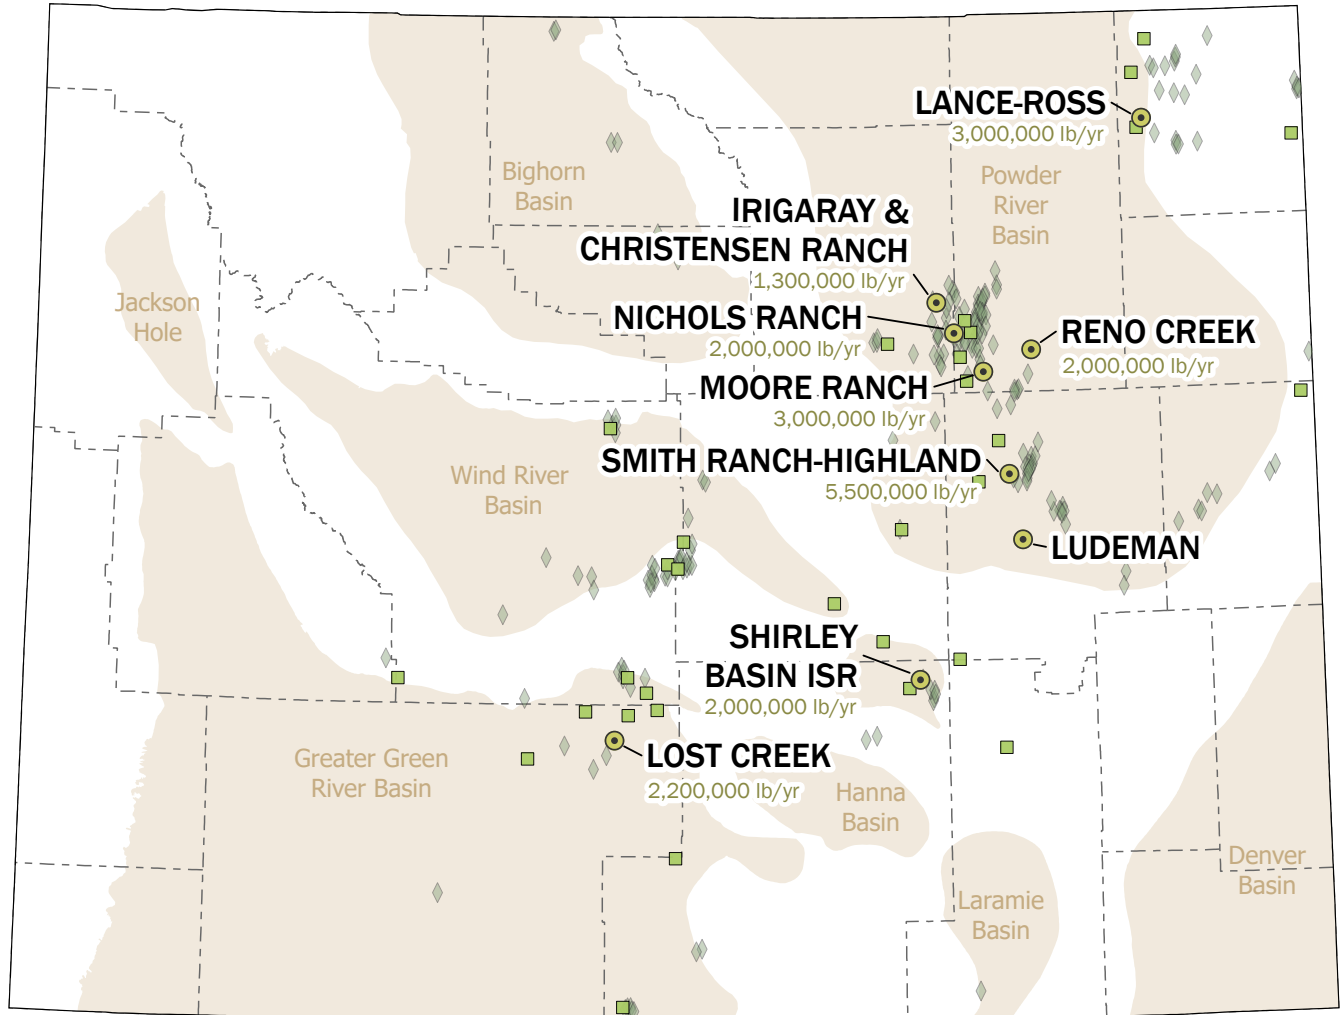 LANCE-ROSS
3,000,000 lb/yr
Bighorn
Basin
Powder
River
Basin
IRIGARAY &
CHRISTENSEN RANCH
1,300,000 lb/yr
Jackson
Hole
NICHOLS RANCH
2,000,000 lb/yr
RENO CREEK
2,000,000 lb/yr
MOORE RANCH
3,000,000 lb/yr
Wind River
Basin
SMITH RANCH-HIGHLAND
5,500,000 lb/yr
LUDEMAN
SHIRLEY
BASIN ISR
2,000,000 lb/yr
Greater Green
River Basin
LOST CREEK
2,200,000 lb/yr
Hanna
Basin
Denver
Basin
Laramie
Basin